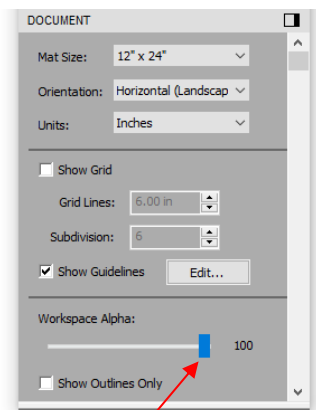 DOCUMENT
Mat Size: 12" x 24"
Orientation: Horizontal (Landscap
Units: Inches
Show Grid
Grid Lines: 6.00 in
Subdivision: 6
Show Guidelines Edit...
Workspace Alpha:
100
Show Outlines Only